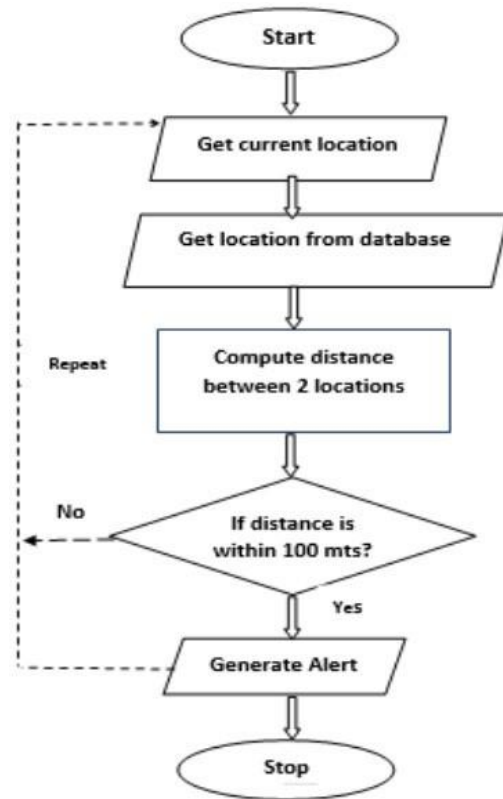 Start
Get current location
Get location from database
Compute distance
between 2 locations
Repeat
No
If distance is
within 100 mts?
Yes
Generate Alert
Stop